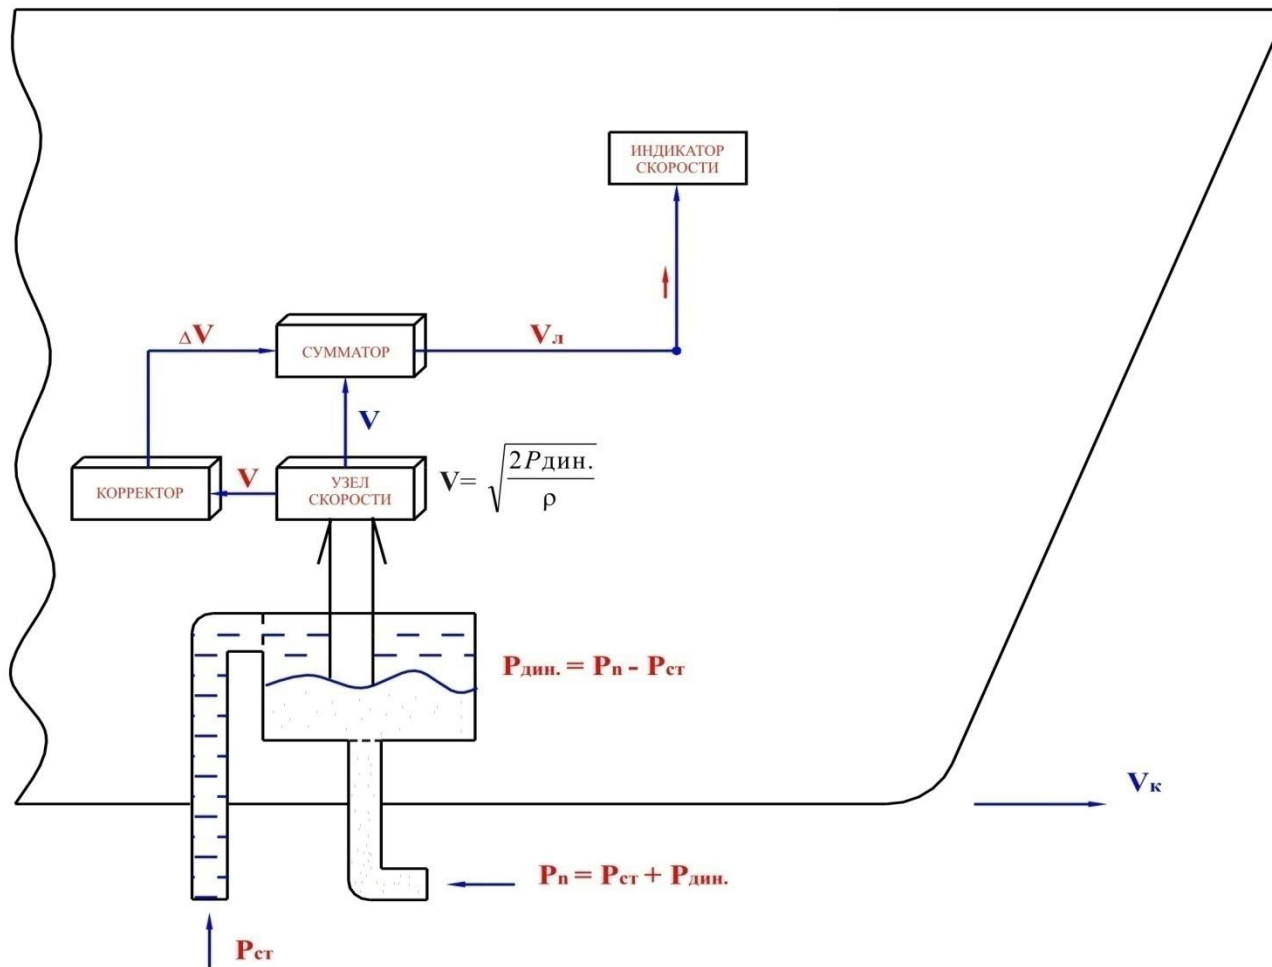 ИНДИКАТОР
СКОРОСТИ
ΔV
СУММАТОР
Vл
V
КОРРЕКТОР
V
УЗЕЛ
СКОРОСТИ
V= √(2Pдин./ρ)
Pдин. = Pп - Pст
Vк
Pп = Pст + Pдин.
Pст